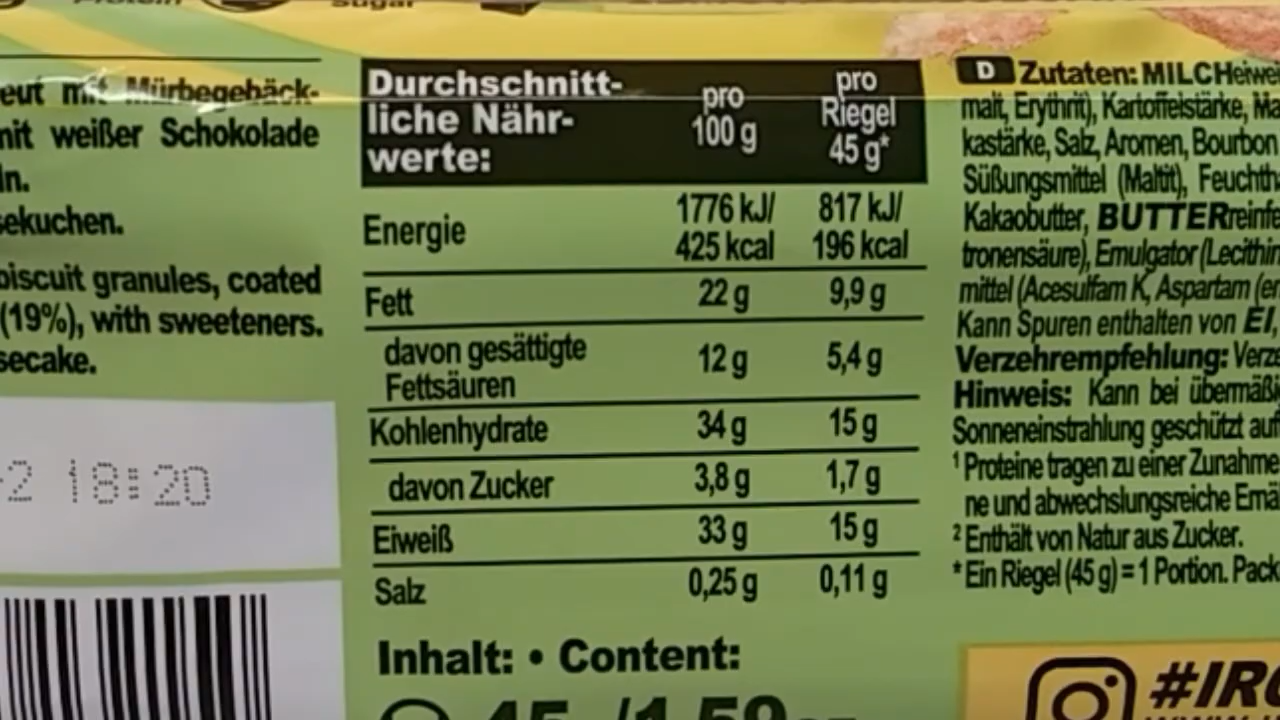 eut mit Mürbegebäck-
mit weißer Schokolade
ln.
sekuchen.
biscuit granules, coated
(19%), with sweeteners.
secake.
2 18:20
Durchschnitt-
liche Nähr-
werte:
pro
100 g
pro
Riegel
45 g*
Energie
1776 kJ/ 817 kJ/
425 kcal 196 kcal
Fett 22 g 9,9 g
davon gesättigte
Fettsäuren 12 g 5,4 g
Kohlenhydrate 34 g 15 g
davon Zucker 3,8 g 1,7 g
Eiweiß 33 g 15 g
Salz 0,25 g 0,11 g
Inhalt: • Content:
D Zutaten: MILCHeiwei
malt, Erythrit), Kartoffelstärke, Ma
kastärke, Salz, Aromen, Bourbon
Süßungsmittel (Maltit), Feuchtha
Kakaobutter, BUTTERreinfe
tronensäure), Emulgator (Lecithin
mittel (Acesulfam K, Aspartam (en
Kann Spuren enthalten von EI,
Verzehrempfehlung: Verze
Hinweis: Kann bei übermäßi
Sonneneinstrahlung geschützt auf
¹ Proteine tragen zu einer Zunahme
ne und abwechslungsreiche Ernä
² Enthält von Natur aus Zucker.
* Ein Riegel (45 g) = 1 Portion. Pack
#IRO